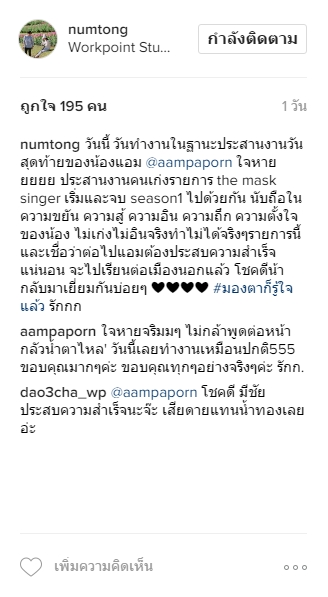 numtong
Workpoint Stu...
กำลังติดตาม
ถูกใจ 195 คน
1 วัน
numtong วันนี้ วันทำงานในฐานะประสานงานวัน
สุดท้ายของน้องแอม @aampaporn ใจหาย
ยยยย ประสานงานคนเก่งรายการ the mask
singer เริ่มและจบ season1 ไปด้วยกัน นับถือใน
ความขยัน ความสู้ ความอิน ความถึก ความตั้งใจ
ของน้อง ไม่เก่งไม่อินจริงทำไม่ได้จริงๆรายการนี้
และเชื่อว่าต่อไปแอมต้องประสบความสำเร็จ
แน่นอน จะไปเรียนต่อเมืองนอกแล้ว โชคดีน้า
กลับมาเยี่ยมกันบ่อยๆ ♥♥♥♥ #มองตาก็รู้ใจ
แล้ว รักกก
aampaporn ใจหายจริมมๆ ไม่กล้าพูดต่อหน้า
กลัวน้ำตาไหล' วันนี้เลยทำงานเหมือนปกติ555
ขอบคุณมากๆค่ะ ขอบคุณทุกๆอย่างจริงๆค่ะ รักก.
dao3cha_wp @aampaporn โชคดี มีชัย
ประสบความสำเร็จนะจ๊ะ เสียดายแทนน้ำทองเลย
อ่ะ
เพิ่มความคิดเห็น